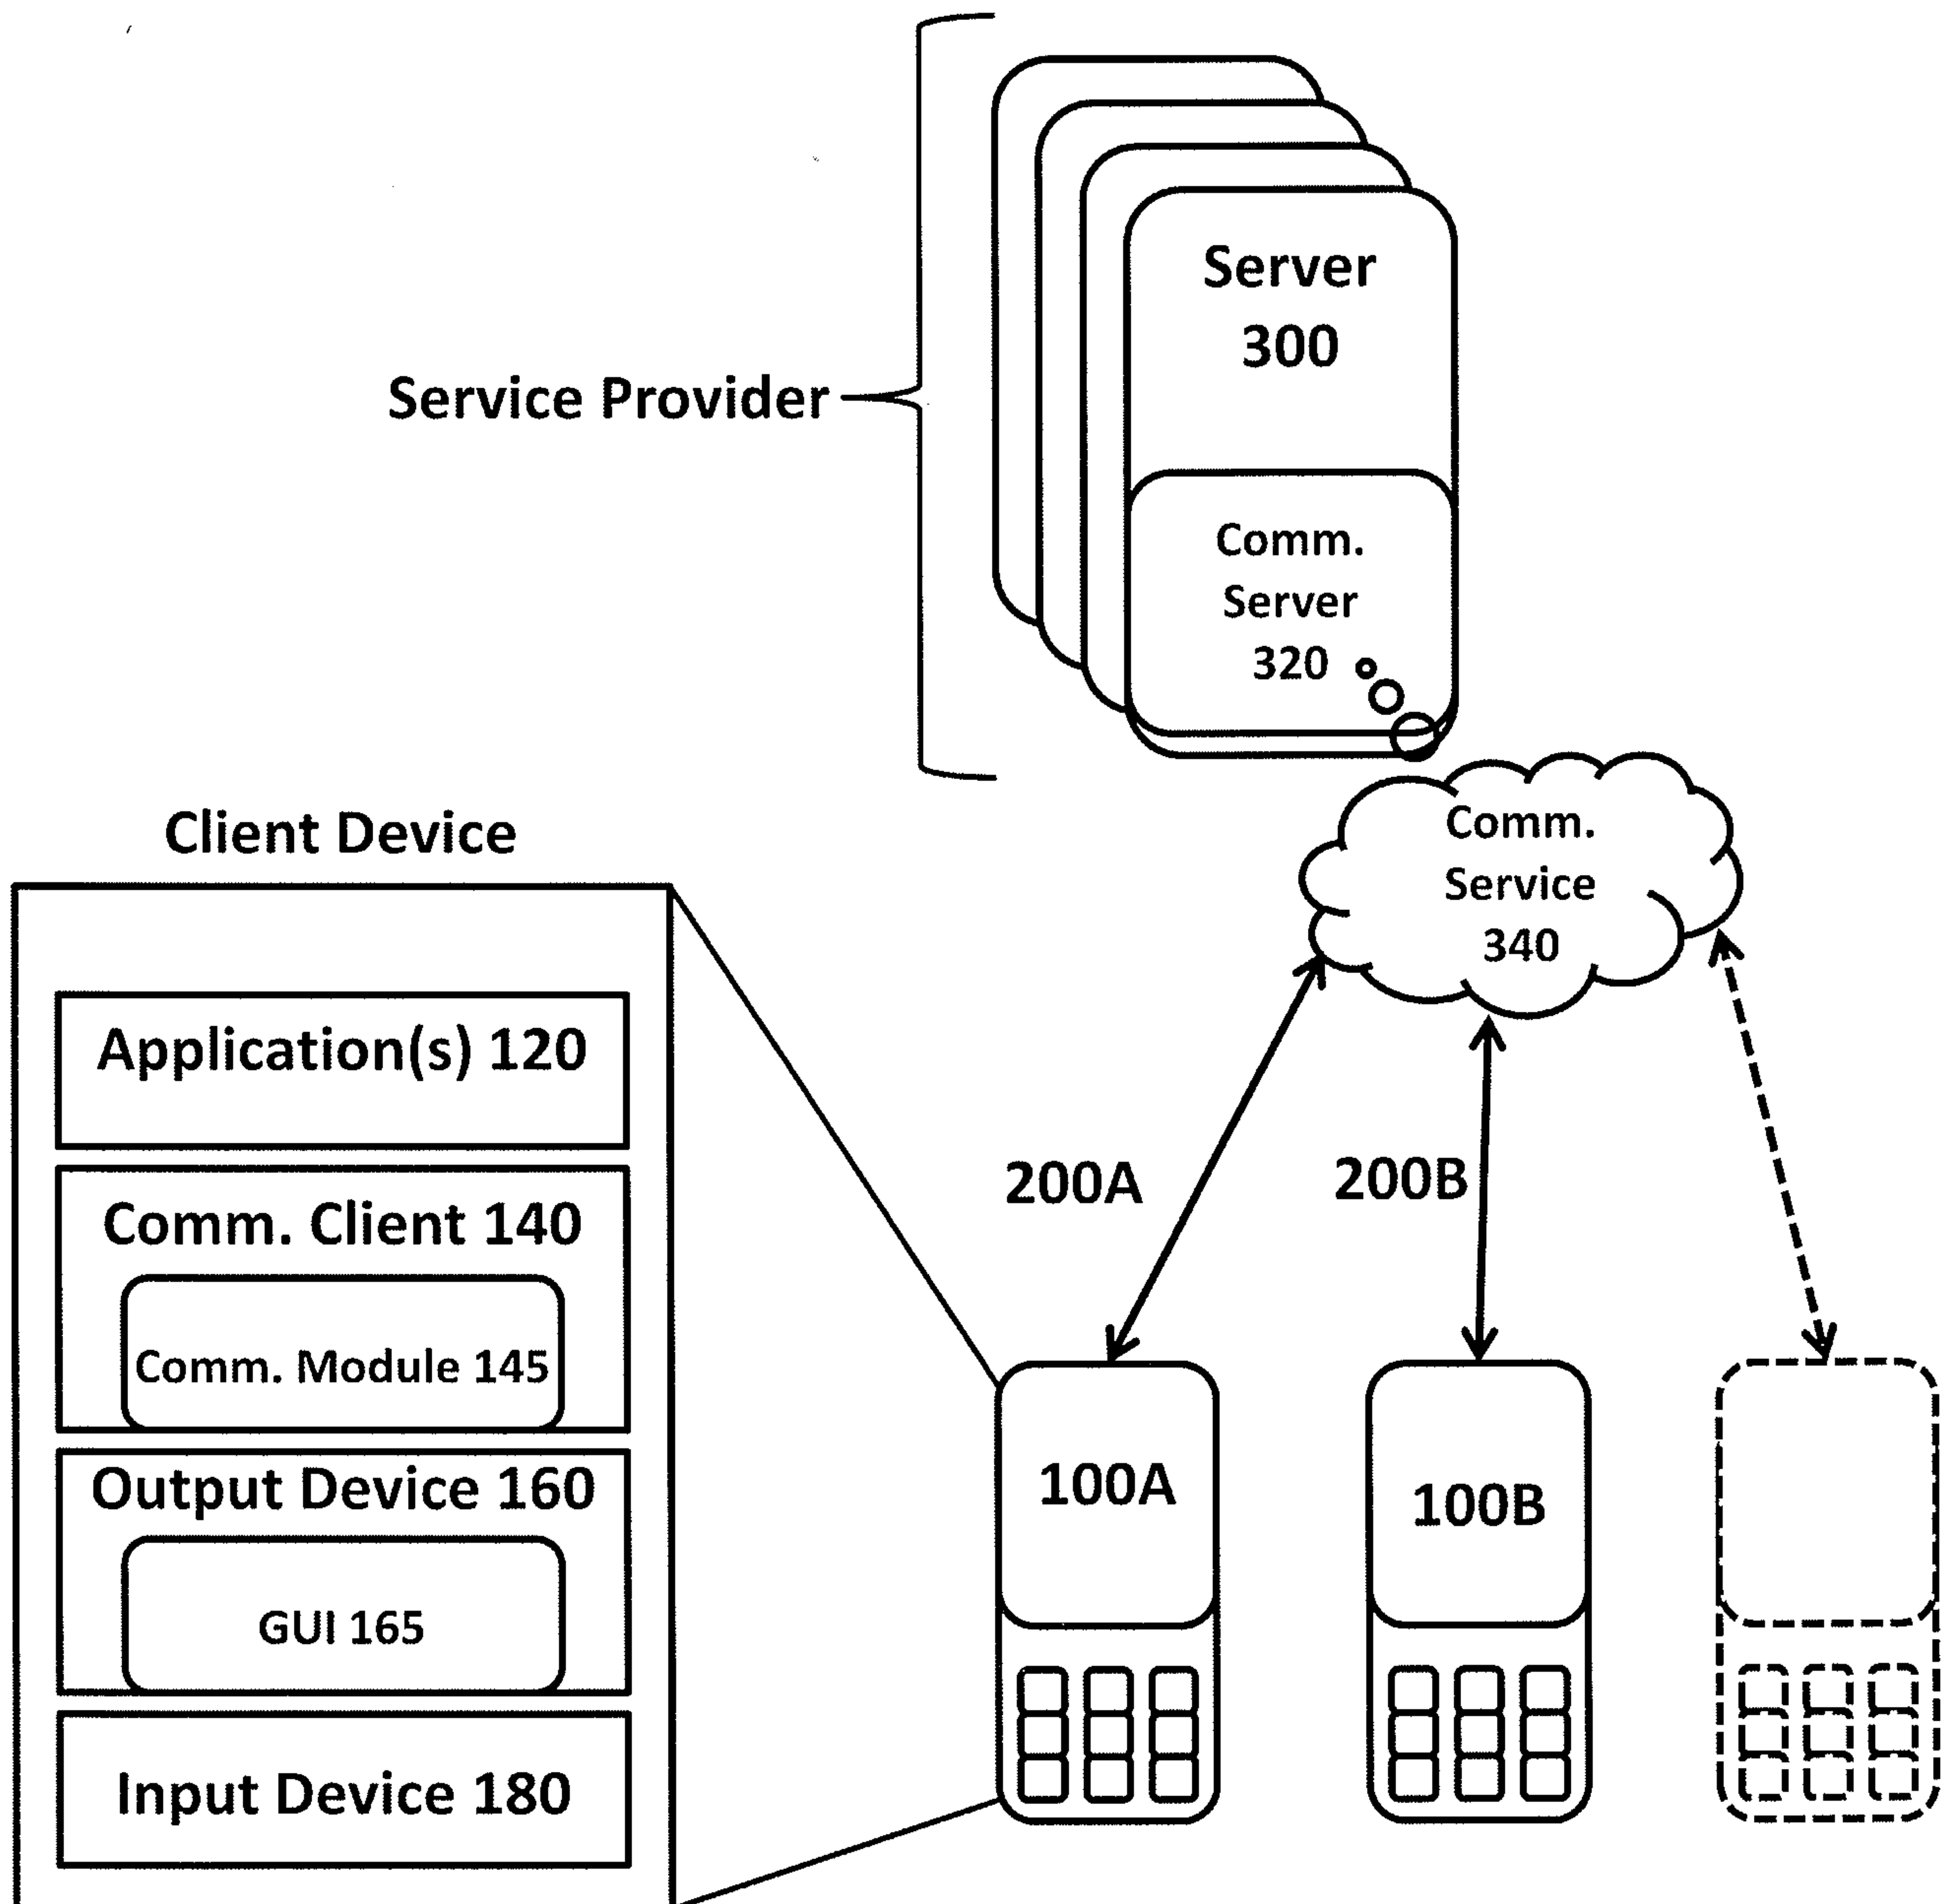 Server
300
Service Provider
Comm.
Server
320
Comm.
Service
340
Client Device
Application(s) 120
Comm. Client 140
Comm. Module 145
Output Device 160
GUI 165
Input Device 180
200A
200B
100A
100B